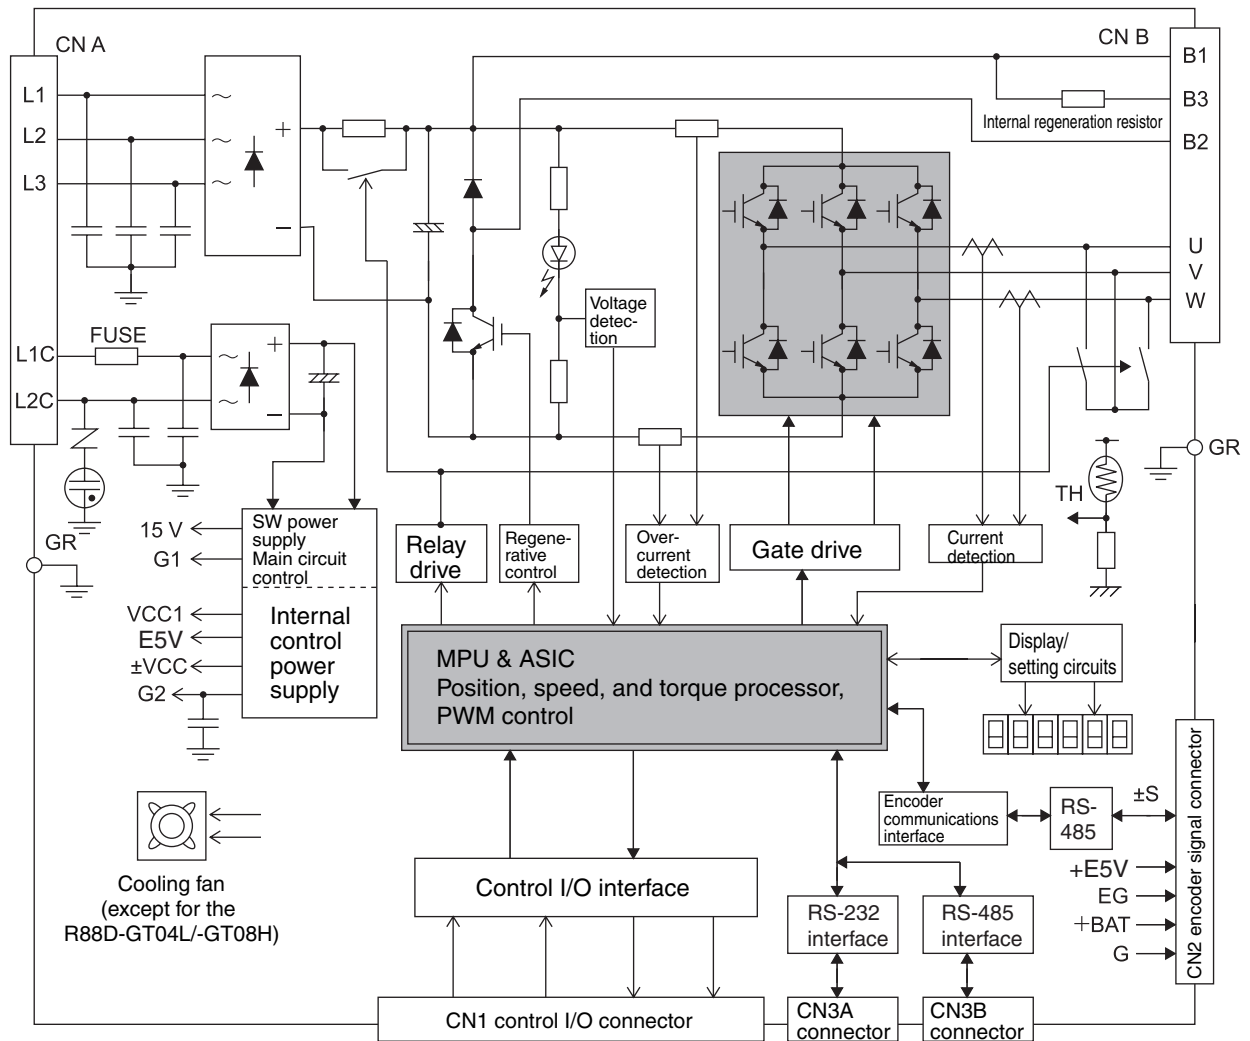 CN A
CN B
L1
L2
L3
B1
B3
Internal regeneration resistor
B2
+
−
U
V
W
FUSE
L1C
L2C
+
−
Voltage
detec-
tion
GR
GR
TH
15 V
G1
SW power
supply
Main circuit
control
VCC1
E5V
±VCC
G2
Internal
control
power
supply
Relay
drive
Regene-
rative
control
Over-
current
detection
Gate drive
Current
detection
MPU & ASIC
Position, speed, and torque processor,
PWM control
Display/
setting circuits
Encoder
communications
interface
RS-
485
±S
+E5V
EG
+BAT
G
CN2 encoder signal connector
Cooling fan
(except for the
R88D-GT04L/-GT08H)
Control I/O interface
RS-232
interface
RS-485
interface
CN1 control I/O connector
CN3A
connector
CN3B
connector